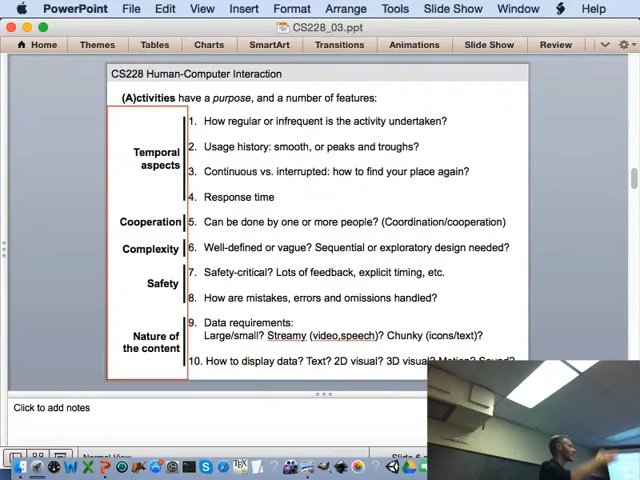 PowerPoint File Edit View Insert Format Arrange Tools Slide Show Window Help
CS228_03.ppt
Home Themes Tables Charts SmartArt Transitions Animations Slide Show Review
CS228 Human-Computer Interaction
(A)ctivities have a purpose, and a number of features:
Temporal aspects
1. How regular or infrequent is the activity undertaken?
2. Usage history: smooth, or peaks and troughs?
3. Continuous vs. interrupted: how to find your place again?
4. Response time
Cooperation
5. Can be done by one or more people? (Coordination/cooperation)
Complexity
6. Well-defined or vague? Sequential or exploratory design needed?
Safety
7. Safety-critical? Lots of feedback, explicit timing, etc.
8. How are mistakes, errors and omissions handled?
Nature of
the content
9. Data requirements:
Large/small? Streamy (video,speech)? Chunky (icons/text)?
10. How to display data? Text? 2D visual? 3D visual? Motion? Sound?
Click to add notes
Normal View
Slide 6 of